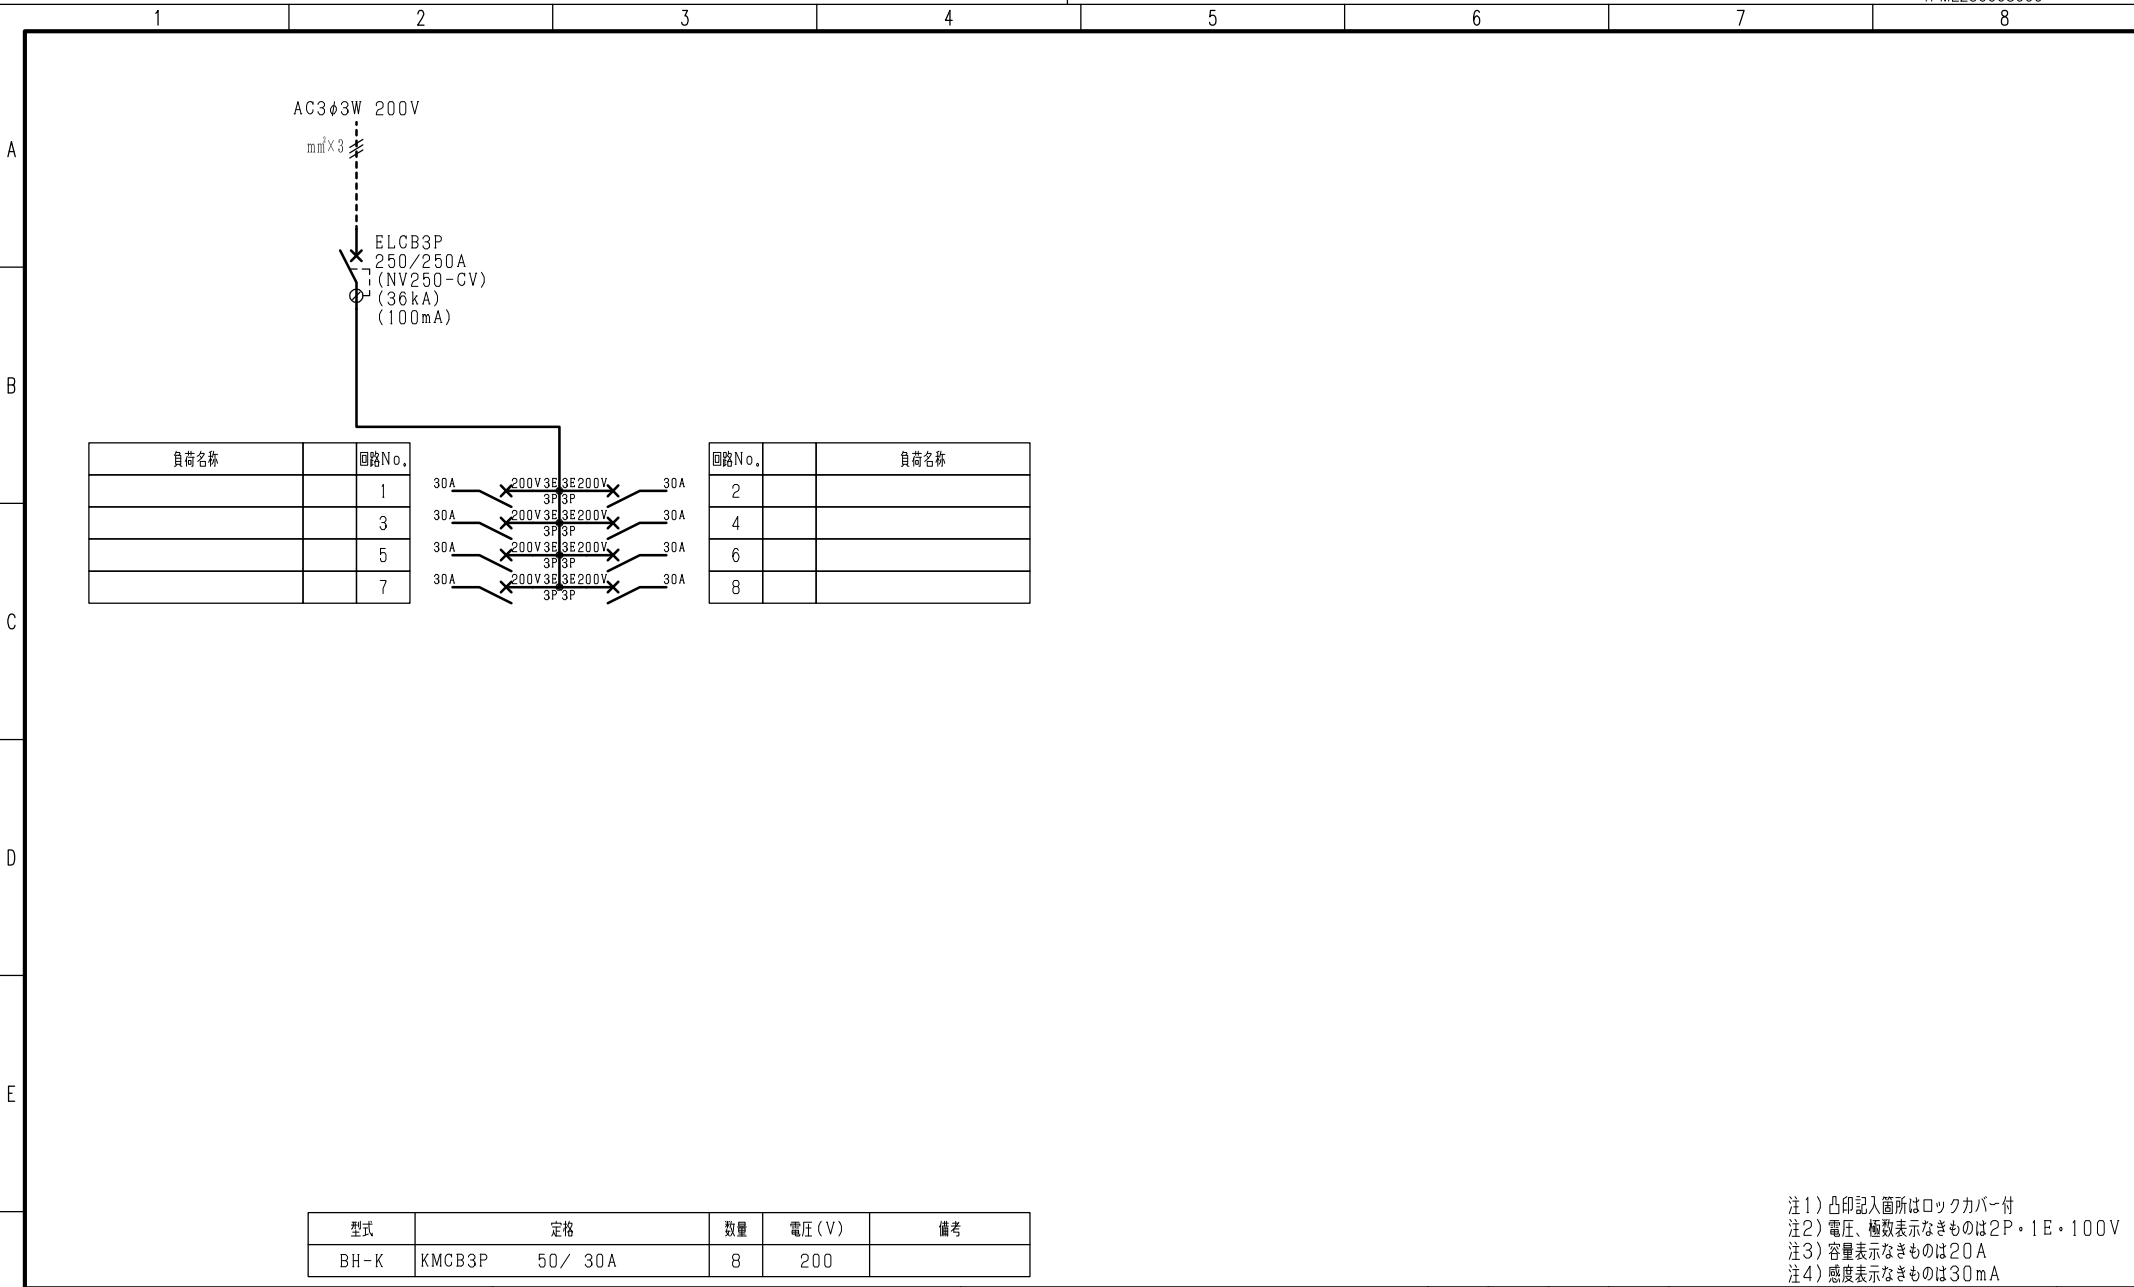 1 2 3 4 5 6 7 8
A
B
C
D
E
AC3φ3W 200V
mm²×3
ELCB3P
250/250A
(NV250-CV)
(36kA)
(100mA)
負荷名称 回路No.
1
3
5
7
30A 200V3E 3E200V 30A
3P 3P
30A 200V3E 3E200V 30A
3P 3P
30A 200V3E 3E200V 30A
3P 3P
30A 200V3E 3E200V 30A
3P 3P
回路No. 負荷名称
2
4
6
8
型式 定格 数量 電圧(V) 備考
BH-K KMCB3P 50/ 30A 8 200
注1)凸印記入箇所はロックカバー付
注2)電圧、極数表示なきものは2P・1E・100V
注3)容量表示なきものは20A
注4)感度表示なきものは30mA